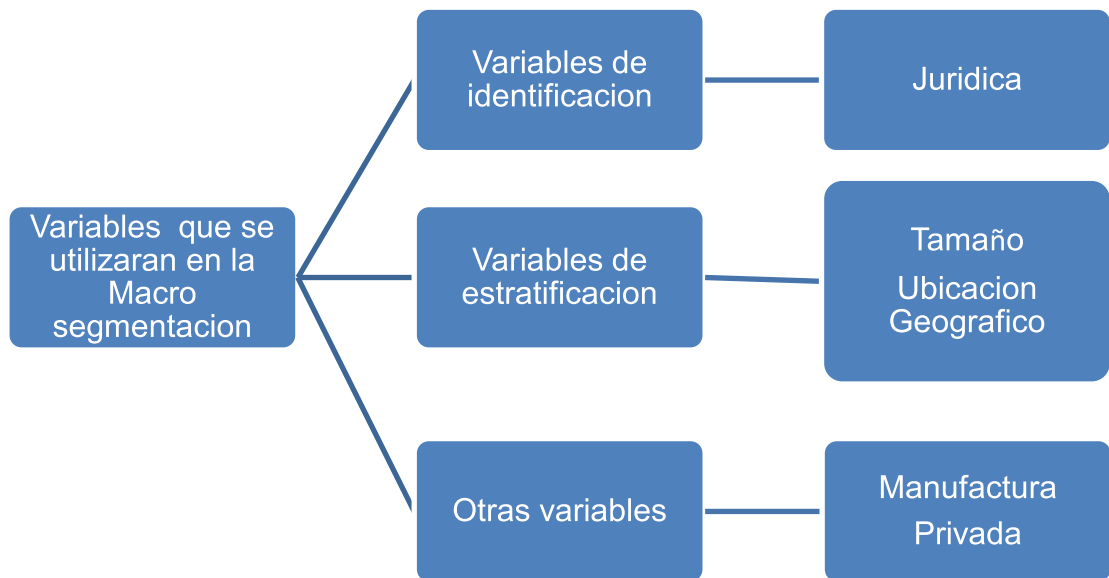 Variables de
identificacion
Juridica
Variables que se
utilizaran en la
Macro
segmentacion
Variables de
estratificacion
Tamaño
Ubicacion
Geografico
Otras variables
Manufactura
Privada